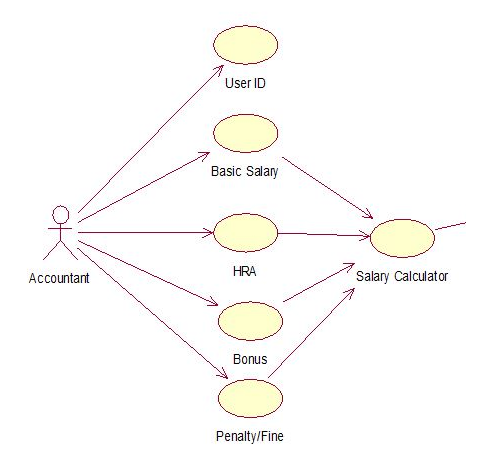 User ID
Basic Salary
Accountant
HRA
Salary Calculator
Bonus
Penalty/Fine